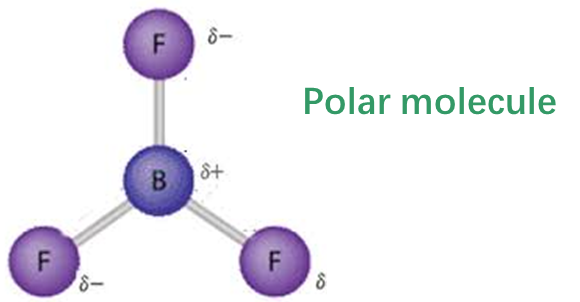 F δ−
Polar molecule
B δ+
F δ−
F δ